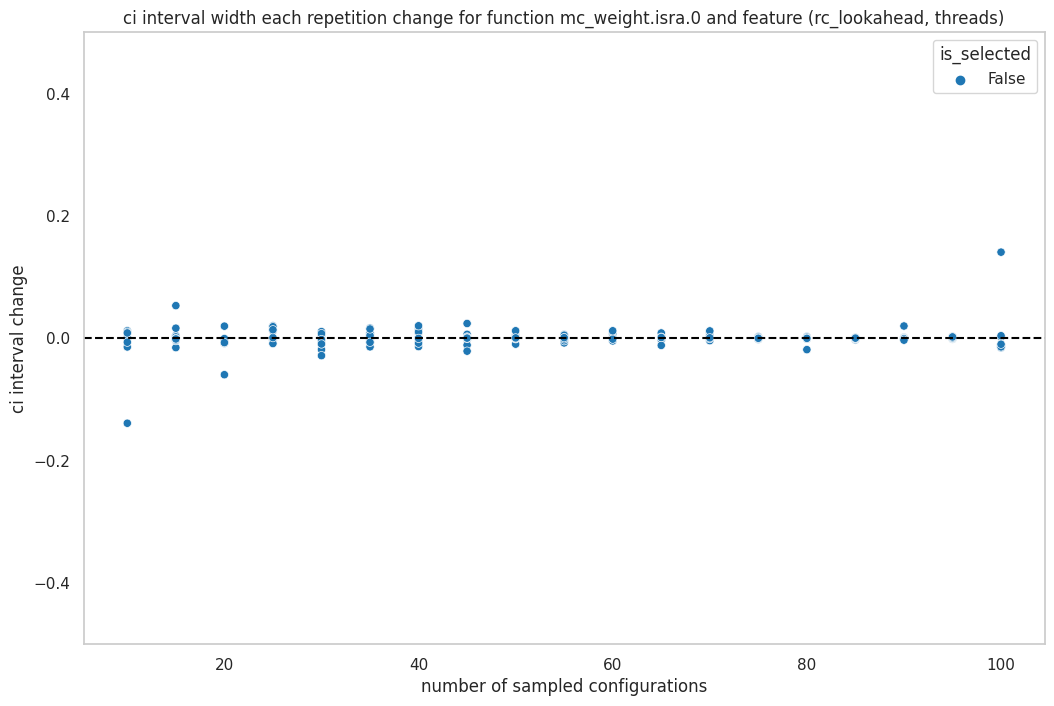 ci interval width each repetition change for function mc_weight.isra.0 and feature (rc_lookahead, threads)
is_selected
False
ci interval change
0.4
0.2
0.0
−0.2
−0.4
20
40
60
80
100
number of sampled configurations